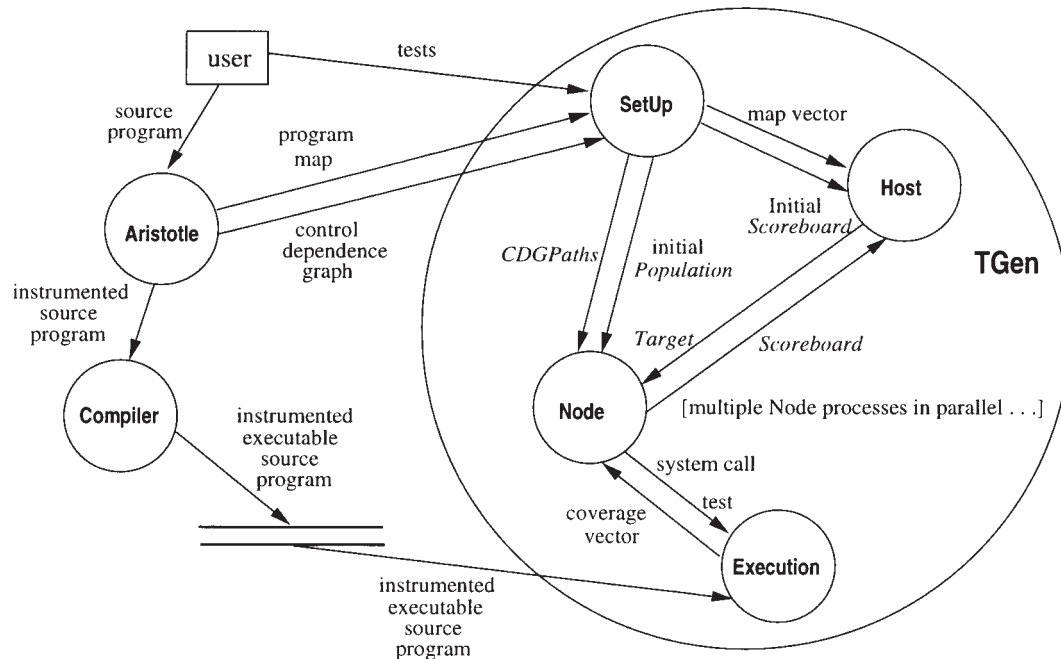 user
tests
source
program
program
map
SetUp
map vector
Host
Aristotle
control
dependence
graph
CDGPaths
initial
Population
Initial
Scoreboard
TGen
instrumented
source
program
Target
Scoreboard
Compiler
instrumented
executable
source
program
Node
[multiple Node processes in parallel . . .]
system call
test
coverage
vector
Execution
instrumented
executable
source
program